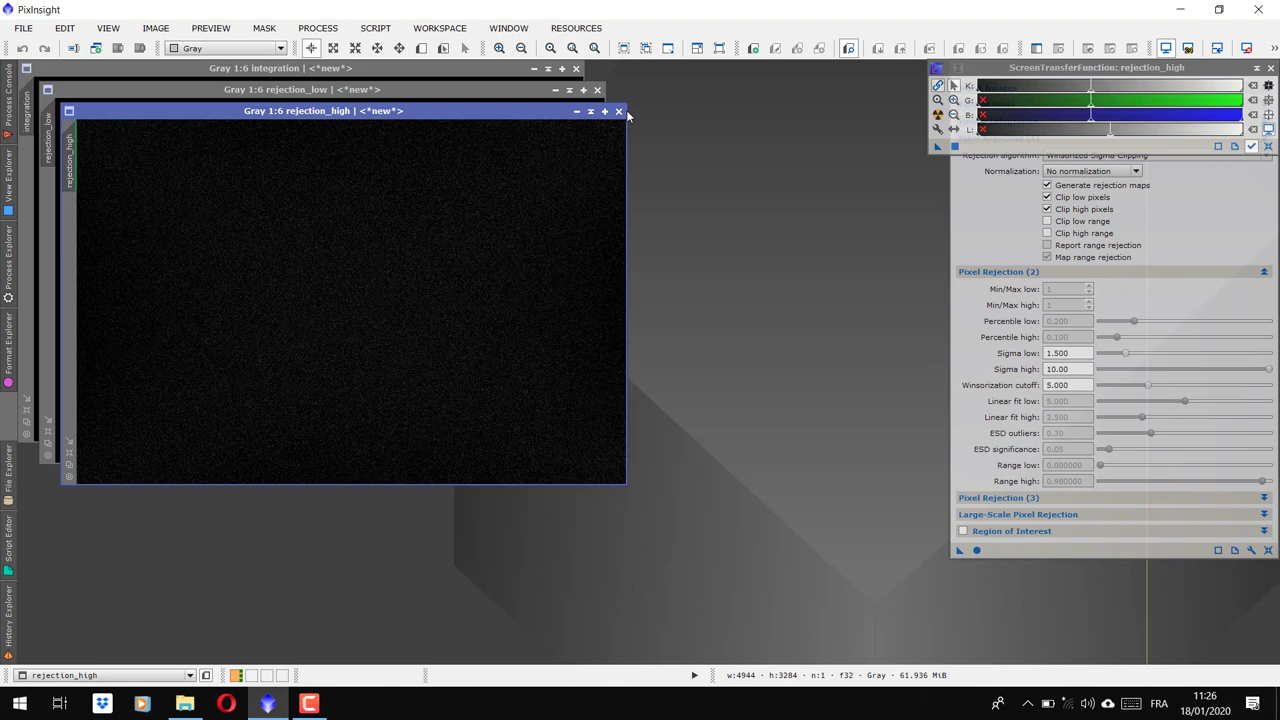 PixInsight
FILE EDIT VIEW IMAGE PREVIEW MASK PROCESS SCRIPT WORKSPACE WINDOW RESOURCES
Gray
Gray 1:6 integration | <*new*>
Gray 1:6 rejection_low | <*new*>
Gray 1:6 rejection_high | <*new*>
integration
rejection_low
rejection_high
Process Console
View Explorer
Process Explorer
Format Explorer
File Explorer
Script Editor
History Explorer
ScreenTransferFunction: rejection_high
K:
G:
B:
L:
Rejection algorithm: Winsorized Sigma Clipping
Normalization: No normalization
Generate rejection maps
Clip low pixels
Clip high pixels
Clip low range
Clip high range
Report range rejection
Map range rejection
Pixel Rejection (2)
Min/Max low: 1
Min/Max high: 1
Percentile low: 0.200
Percentile high: 0.100
Sigma low: 1.500
Sigma high: 10.00
Winsorization cutoff: 5.000
Linear fit low: 5.000
Linear fit high: 2.500
ESD outliers: 0.30
ESD significance: 0.05
Range low: 0.000000
Range high: 0.980000
Pixel Rejection (3)
Large-Scale Pixel Rejection
Region of Interest
rejection_high
w:4944 · h:3284 · n:1 · f32 · Gray · 61.936 MiB
FRA
11:26
18/01/2020